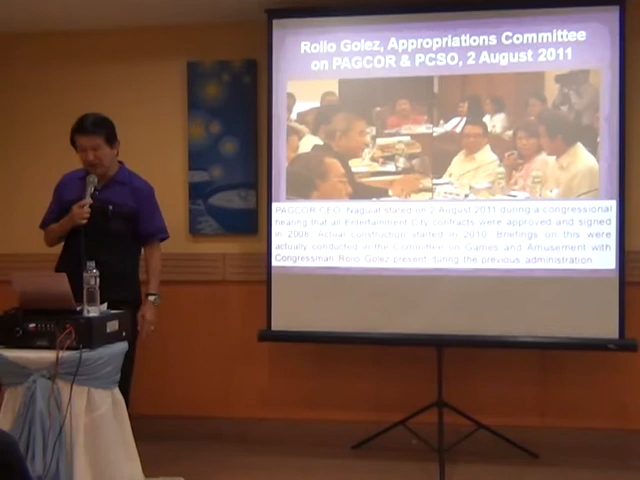 Roilo Golez, Appropriations Committee
on PAGCOR & PCSO, 2 August 2011
PAGCOR CEO Naguiat stated on 2 August 2011 during a congressional
hearing that all Entertainment City contracts were approved and signed
in 2008. Actual construction started in 2010. Briefings on this were
actually conducted in the Committee on Games and Amusement with
Congressman Roilo Golez present during the previous administration.